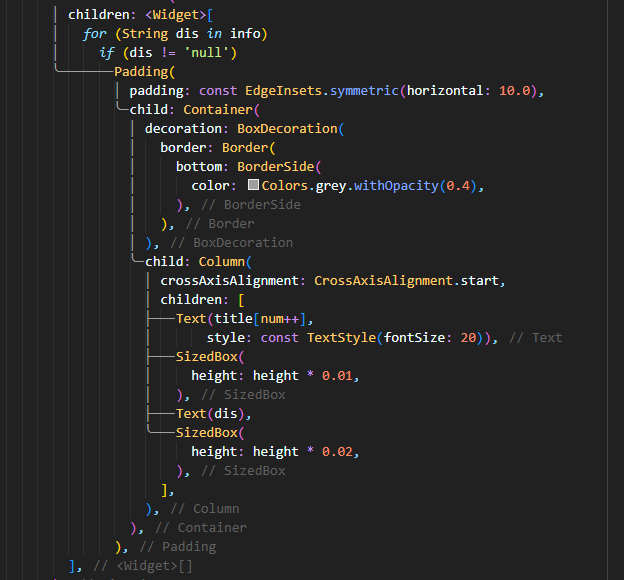 children: <Widget>[
for (String dis in info)
if (dis != 'null')
Padding(
padding: const EdgeInsets.symmetric(horizontal: 10.0),
child: Container(
decoration: BoxDecoration(
border: Border(
bottom: BorderSide(
color: Colors.grey.withOpacity(0.4),
), // BorderSide
), // Border
), // BoxDecoration
child: Column(
crossAxisAlignment: CrossAxisAlignment.start,
children: [
Text(title[num++],
style: const TextStyle(fontSize: 20)), // Text
SizedBox(
height: height * 0.01,
), // SizedBox
Text(dis),
SizedBox(
height: height * 0.02,
), // SizedBox
],
), // Column
), // Container
), // Padding
], // <Widget>[]